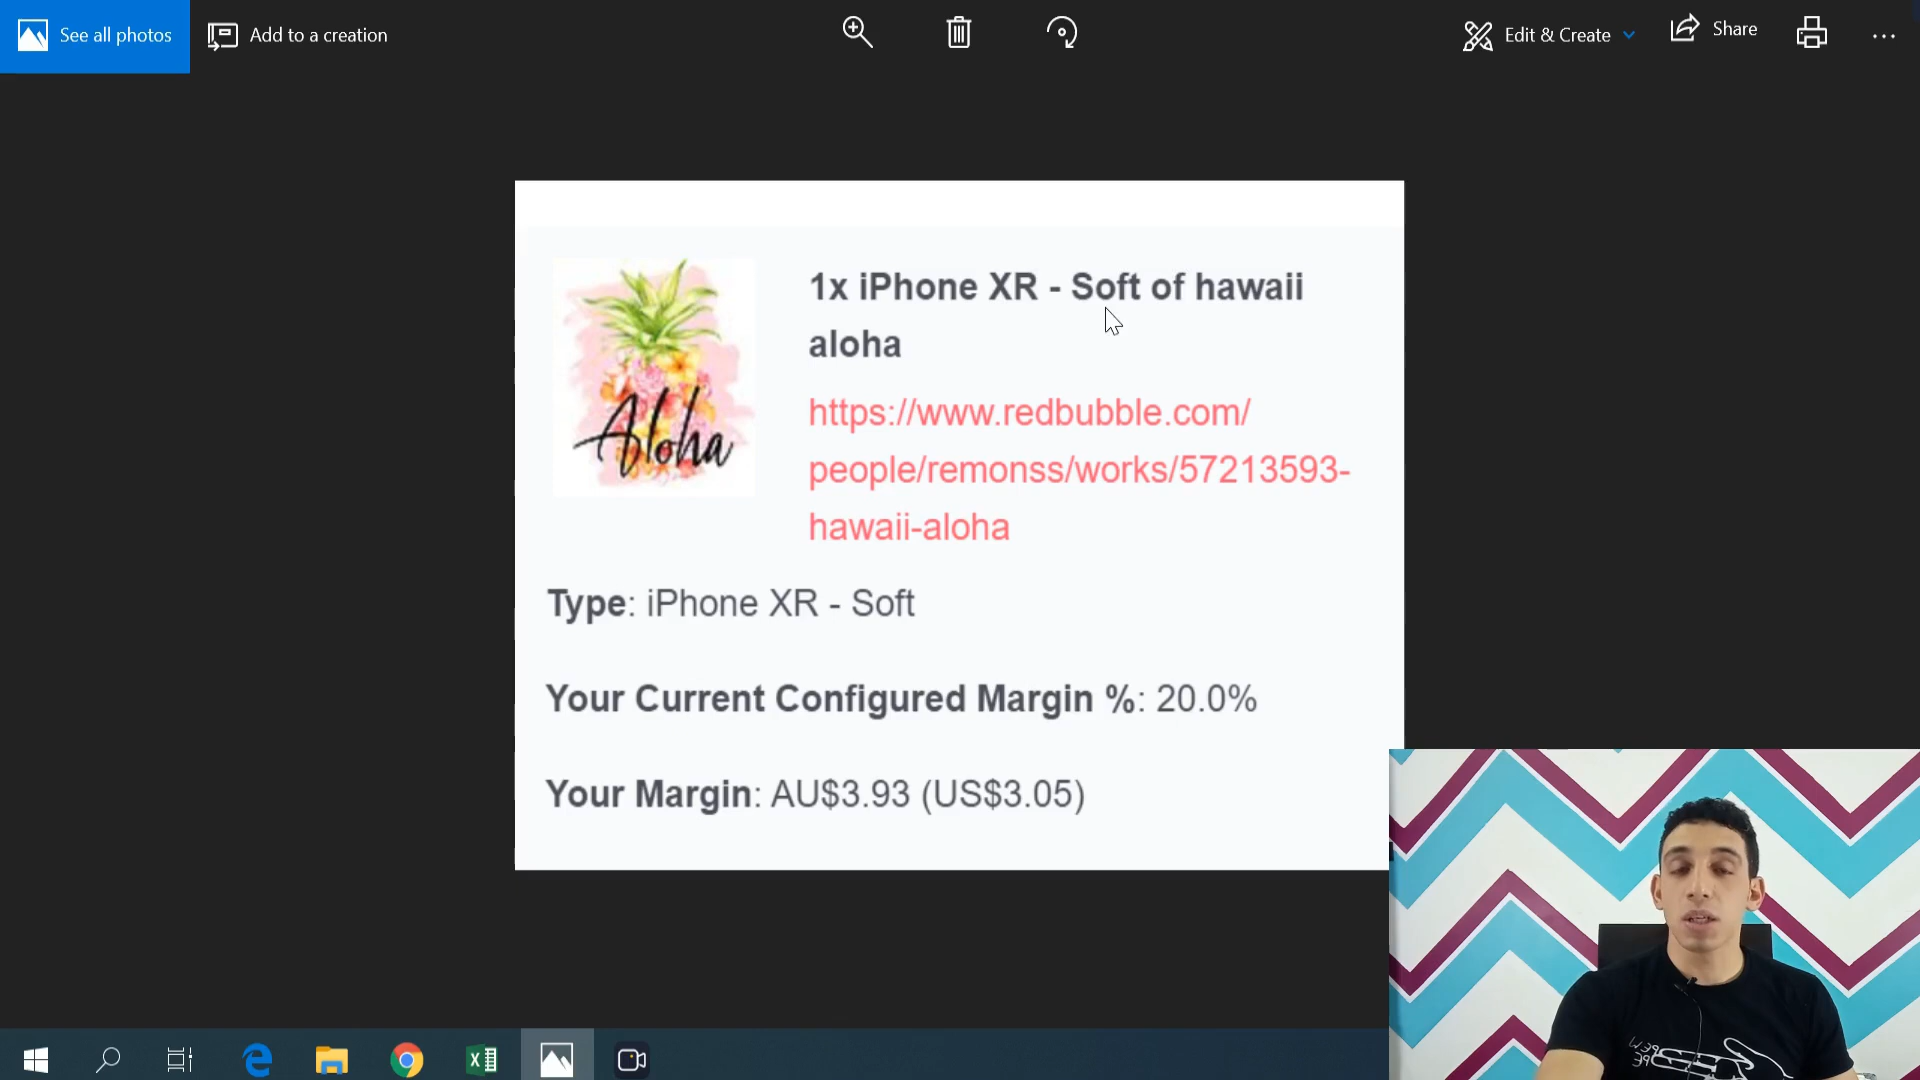 See all photos
Add to a creation
Edit & Create
Share
1x iPhone XR - Soft of hawaii
aloha
https://www.redbubble.com/
people/remonss/works/57213593-
hawaii-aloha
Aloha
Type: iPhone XR - Soft
Your Current Configured Margin %: 20.0%
Your Margin: AU$3.93 (US$3.05)